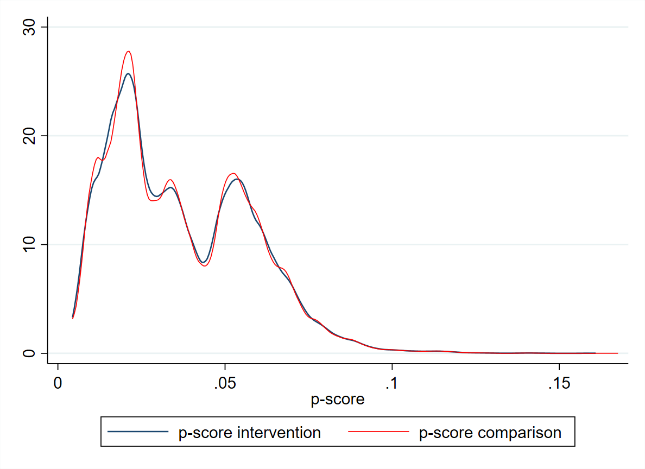 30
20
10
0
0 .05 .1 .15
p-score
p-score intervention p-score comparison